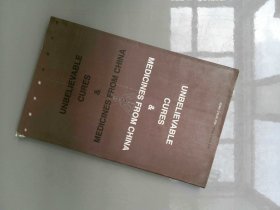 UNBELIEVABLE
CURES
&
MEDICINES FROM CHINA
UNBELIEVABLE
CURES
&
MEDICINES FROM CHINA